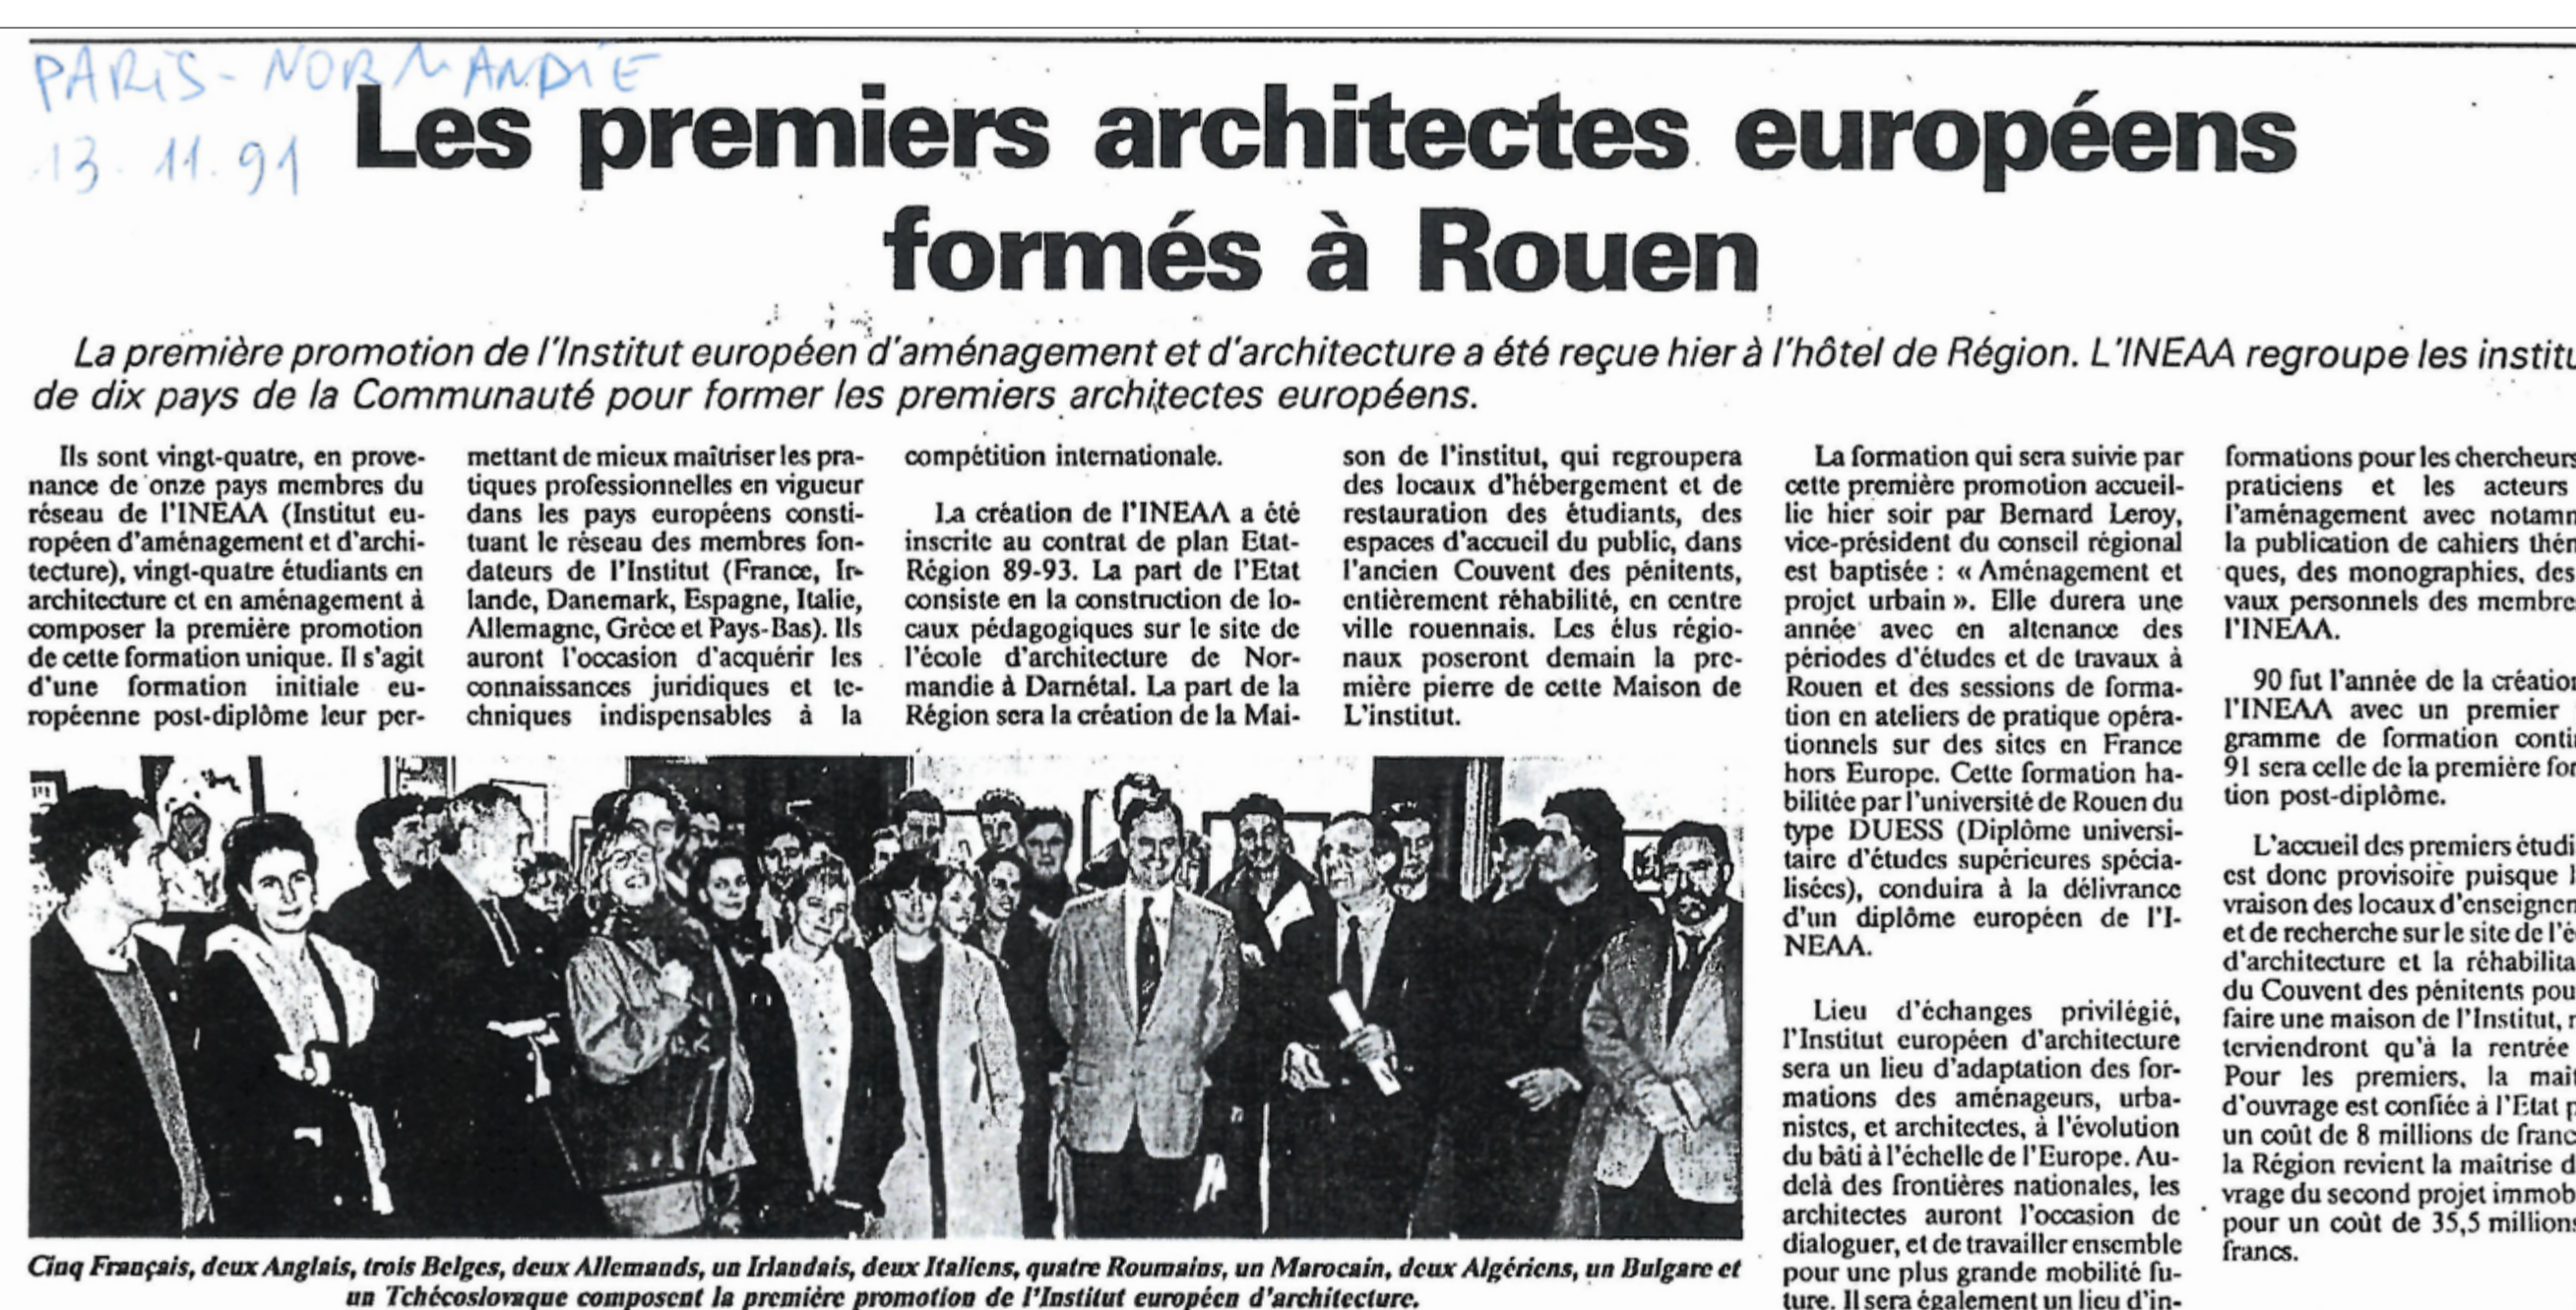 PARIS-NORMANDIE
13.11.91
Les premiers architectes européens
formés à Rouen
La première promotion de l'Institut européen d'aménagement et d'architecture a été reçue hier à l'hôtel de Région. L'INEAA regroupe les
de dix pays de la Communauté pour former les premiers architectes européens.
Ils sont vingt-quatre, en prove-
nance de onze pays membres du
réseau de l'INEAA (Institut eu-
ropéen d'aménagement et d'archi-
tecture), vingt-quatre étudiants en
architecture et en aménagement à
composer la première promotion
de cette formation unique. Il s'agit
d'une formation initiale eu-
ropéenne post-diplôme leur per-
mettant de mieux maîtriser les pra-
tiques professionnelles en vigueur
dans les pays européens consti-
tuant le réseau des membres fon-
dateurs de l'Institut (France, Ir-
lande, Danemark, Espagne, Italie,
Allemagne, Grèce et Pays-Bas). Ils
auront l'occasion d'acquérir les
connaissances juridiques et te-
chniques indispensables à la
compétition internationale.
La création de l'INEAA a été
inscrite au contrat de plan Etat-
Région 89-93. La part de l'Etat
consiste en la construction de lo-
caux pédagogiques sur le site de
l'école d'architecture de Nor-
mandie à Darnétal. La part de la
Région sera la création de la Mai-
son de l'institut, qui regroupera
des locaux d'hébergement et de
restauration des étudiants, des
espaces d'accueil du public, dans
l'ancien Couvent des pénitents,
entièrement réhabilité, en centre
ville rouennais. Les élus régio-
naux poseront demain la pre-
mière pierre de cette Maison de
L'institut.
Cinq Français, deux Anglais, trois Belges, deux Allemands, un Irlandais, deux Italiens, quatre Roumains, un Marocain, deux Algériens, un Bulgare et
un Tchécoslovaque composent la première promotion de l'Institut européen d'architecture.
La formation qui sera suivie par
cette première promotion accueil-
lie hier soir par Bernard Leroy,
vice-président du conseil régional
est baptisée : « Aménagement et
projet urbain ». Elle durera une
année avec en altenance des
périodes d'études et de travaux à
Rouen et des sessions de forma-
tion en ateliers de pratique opéra-
tionnels sur des sites en France
hors Europe. Cette formation ha-
bilitée par l'université de Rouen du
type DUESS (Diplôme universi-
taire d'études supérieures spécia-
lisées), conduira à la délivrance
d'un diplôme européen de l'I-
NEAA.
Lieu d'échanges privilégié,
l'Institut européen d'architecture
sera un lieu d'adaptation des for-
mations des aménageurs, urba-
nistes, et architectes, à l'évolution
du bâti à l'échelle de l'Europe. Au-
delà des frontières nationales, les
architectes auront l'occasion de
dialoguer, et de travailler ensemble
pour une plus grande mobilité fu-
ture. Il sera également un lieu d'in-
formations pour les chercheurs
praticiens et les acteurs
l'aménagement avec
la publication de cahiers
ques, des monographies, des
vaux personnels des
l'INEAA.
90 fut l'année de la création
l'INEAA avec un premier
gramme de formation
91 sera celle de la première
tion post-diplôme.
L'accueil des premiers
est donc provisoire puisque
vraison des locaux
et de recherche sur le site de
d'architecture et la
du Couvent des pénitents
faire une maison de l'Institut,
terviendront qu'à la rentrée
Pour les premiers, la
d'ouvrage est confiée à l'Etat
un coût de 8 millions de
la Région revient la maîtrise
vrage du second projet
pour un coût de 35,5 millions
francs.